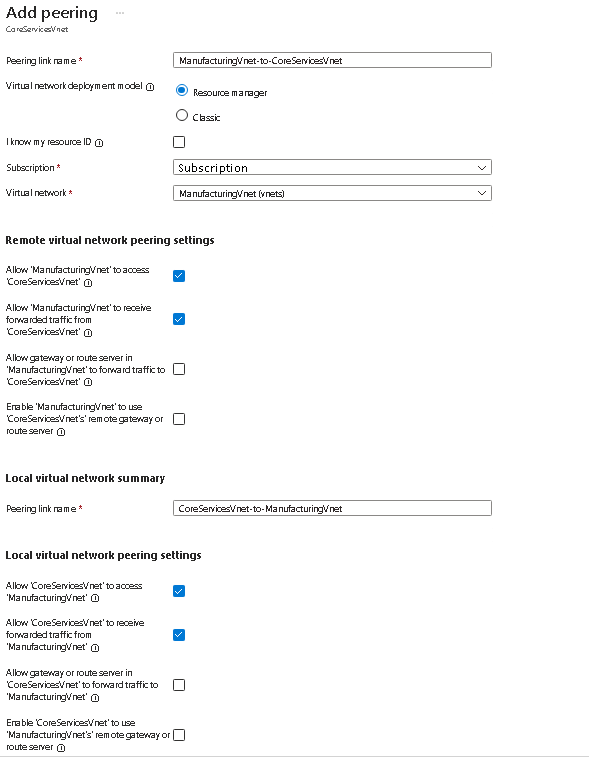 Add peering ...
CoreServicesVnet
Peering link name *
ManufacturingVnet-to-CoreServicesVnet
Virtual network deployment model
Resource manager
Classic
I know my resource ID
Subscription *
Subscription
Virtual network *
ManufacturingVnet (vnets)
Remote virtual network peering settings
Allow 'ManufacturingVnet' to access
'CoreServicesVnet'
Allow 'ManufacturingVnet' to receive
forwarded traffic from
'CoreServicesVnet'
Allow gateway or route server in
'ManufacturingVnet' to forward traffic to
'CoreServicesVnet'
Enable 'ManufacturingVnet' to use
'CoreServicesVnet's' remote gateway or
route server
Local virtual network summary
Peering link name *
CoreServicesVnet-to-ManufacturingVnet
Local virtual network peering settings
Allow 'CoreServicesVnet' to access
'ManufacturingVnet'
Allow 'CoreServicesVnet' to receive
forwarded traffic from
'ManufacturingVnet'
Allow gateway or route server in
'CoreServicesVnet' to forward traffic to
'ManufacturingVnet'
Enable 'CoreServicesVnet' to use
'ManufacturingVnet's' remote gateway or
route server